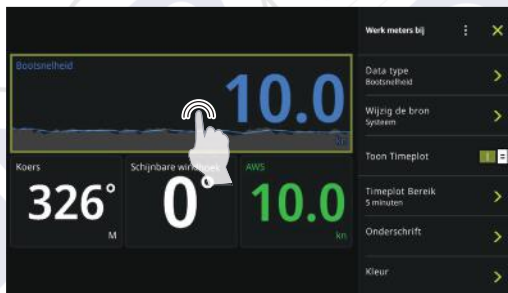 Bootsnelheid
10.0
kn
Koers
326°
M
Schijnbare windhoek
0°
AWS
10.0
kn
Werk meters bij
Data type
Bootsnelheid
Wijzig de bron
Systeem
Toon Timeplot
Timeplot Bereik
5 minuten
Onderschrift
Kleur